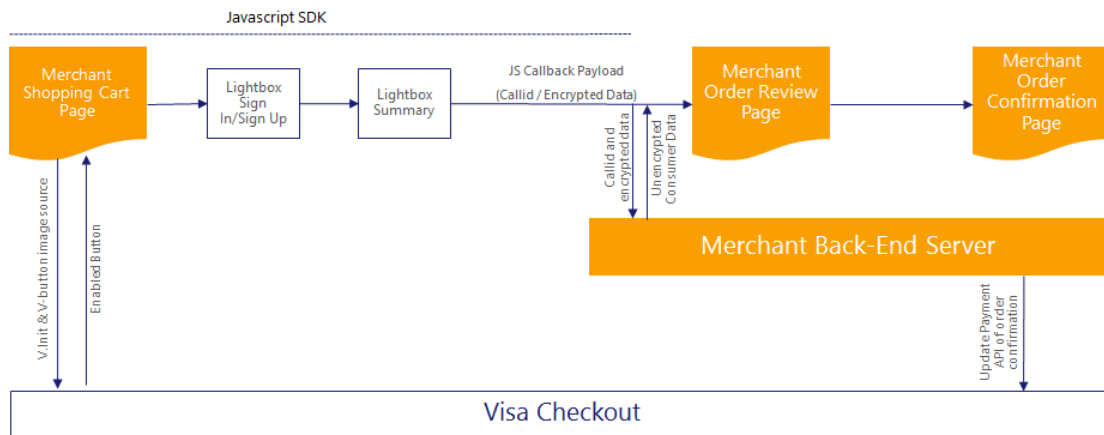 Javascript SDK
Merchant
Shopping Cart
Page
Lightbox
Sign
In/Sign Up
Lightbox
Summary
JS Callback Payload
(Callid / Encrypted Data)
Merchant
Order Review
Page
Merchant
Order
Confirmation
Page
Callid and
encrypted data
Unencrypted
Consumer Data
Merchant Back-End Server
V.Init & V-button image source
Enabled Button
Update Payment
API of order
confirmation
Visa Checkout